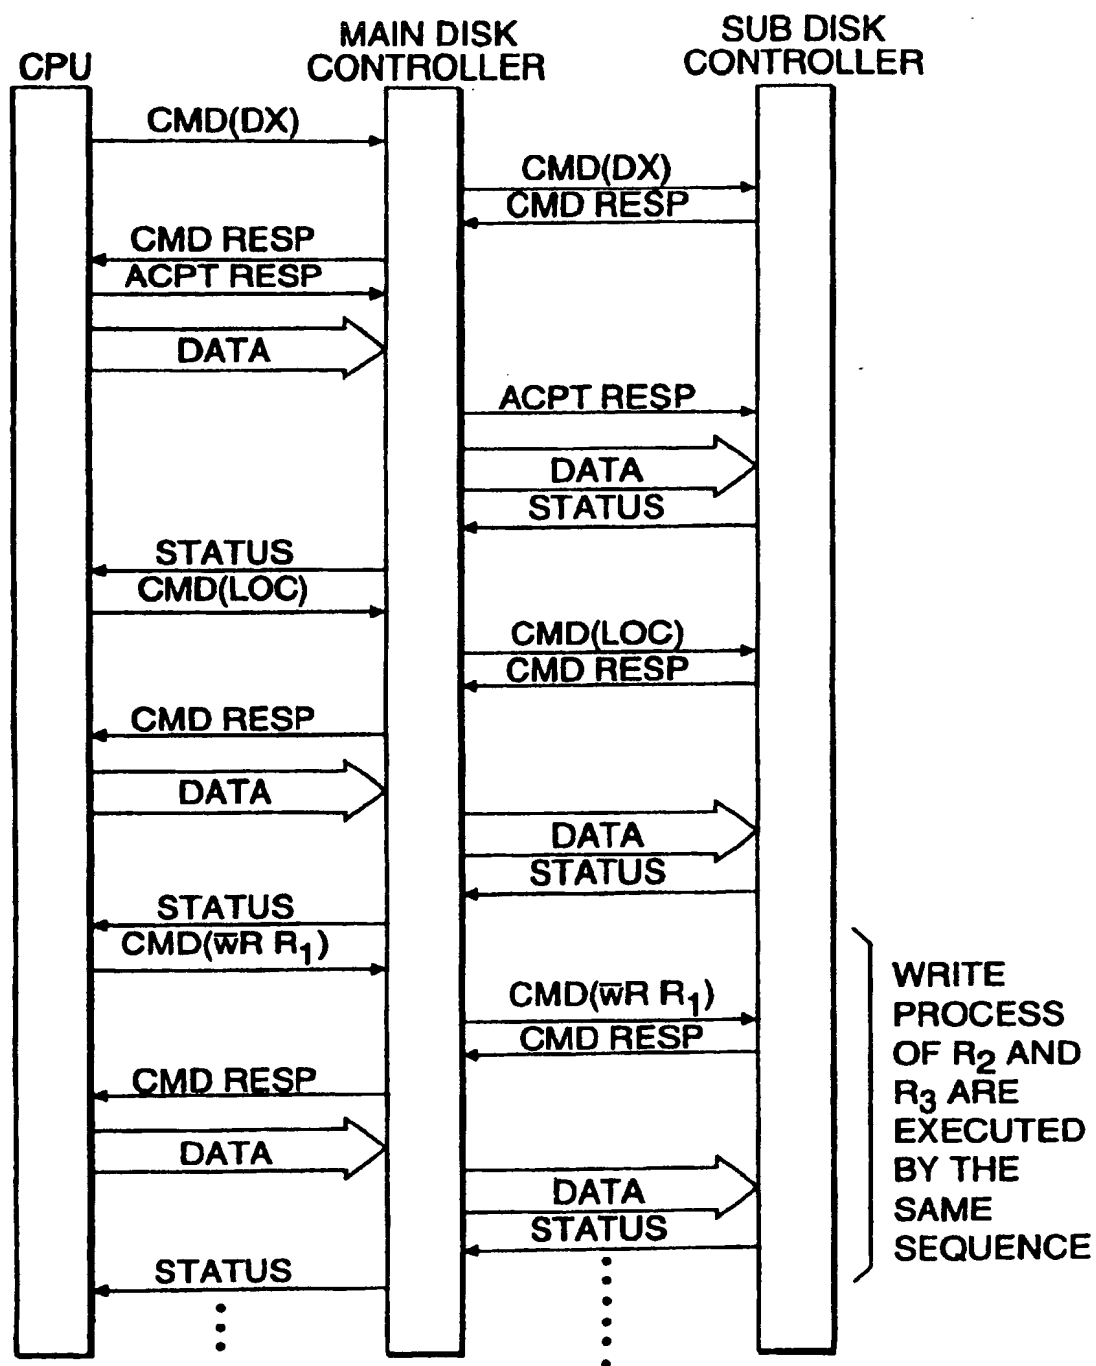 CPU
MAIN DISK
CONTROLLER
SUB DISK
CONTROLLER
CMD(DX)
CMD(DX)
CMD RESP
CMD RESP
ACPT RESP
DATA
ACPT RESP
DATA
STATUS
STATUS
CMD(LOC)
CMD(LOC)
CMD RESP
CMD RESP
DATA
DATA
STATUS
STATUS
CMD(w̅R R₁)
CMD(w̅R R₁)
CMD RESP
CMD RESP
DATA
DATA
STATUS
STATUS
WRITE
PROCESS
OF R₂ AND
R₃ ARE
EXECUTED
BY THE
SAME
SEQUENCE